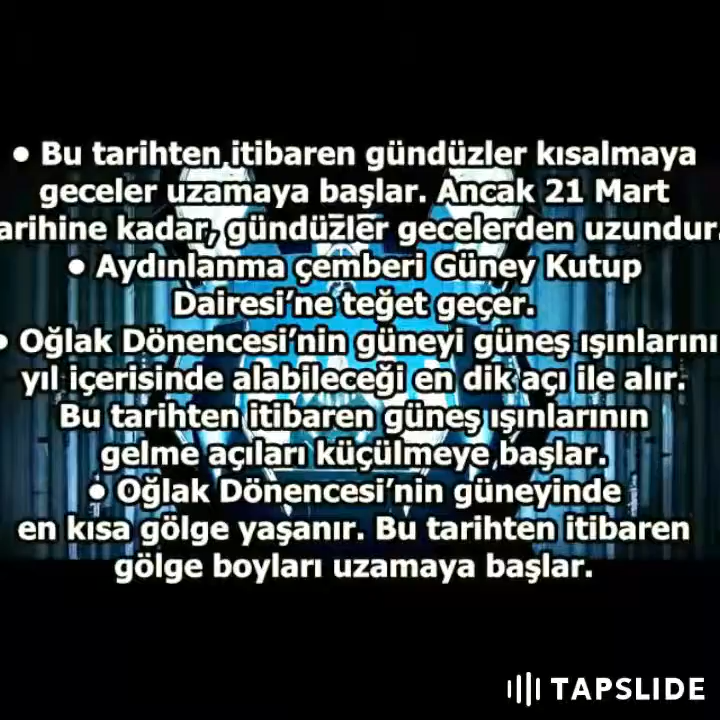 ● Bu tarihten itibaren gündüzler kısalmaya
geceler uzamaya başlar. Ancak 21 Mart
arihine kadar, gündüzler gecelerden uzundur.
● Aydınlanma çemberi Güney Kutup
Dairesi’ne teğet geçer.
● Oğlak Dönencesi’nin güneyi güneş ışınlarını
yıl içerisinde alabileceği en dik açı ile alır.
Bu tarihten itibaren güneş ışınlarının
gelme açıları küçülmeye başlar.
● Oğlak Dönencesi’nin güneyinde
en kısa gölge yaşanır. Bu tarihten itibaren
gölge boyları uzamaya başlar.
TAPSLIDE